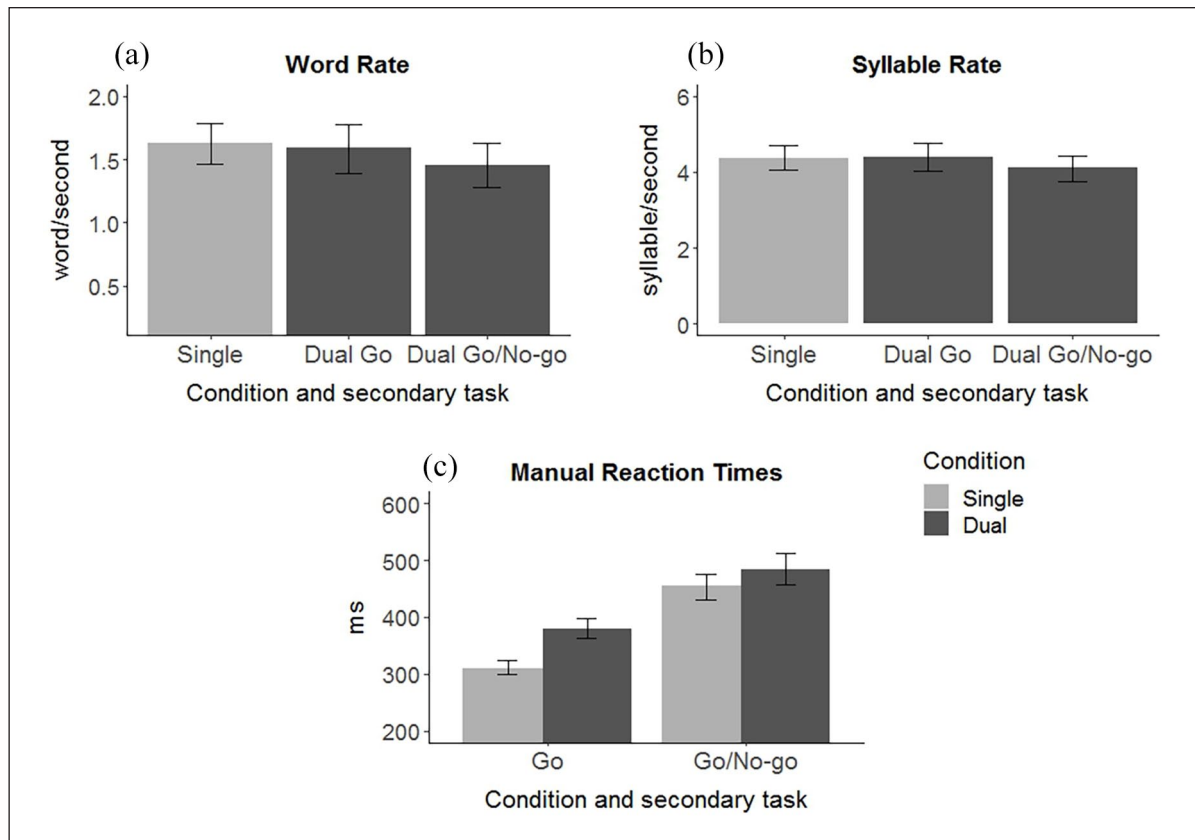 (a)
Word Rate
word/second
2.0
1.5
1.0
0.5
Single
Dual Go
Dual Go/No-go
Condition and secondary task
(b)
Syllable Rate
syllable/second
6
4
2
0
Single
Dual Go
Dual Go/No-go
Condition and secondary task
(c)
Manual Reaction Times
ms
600
500
400
300
200
Go
Go/No-go
Condition and secondary task
Condition
Single
Dual